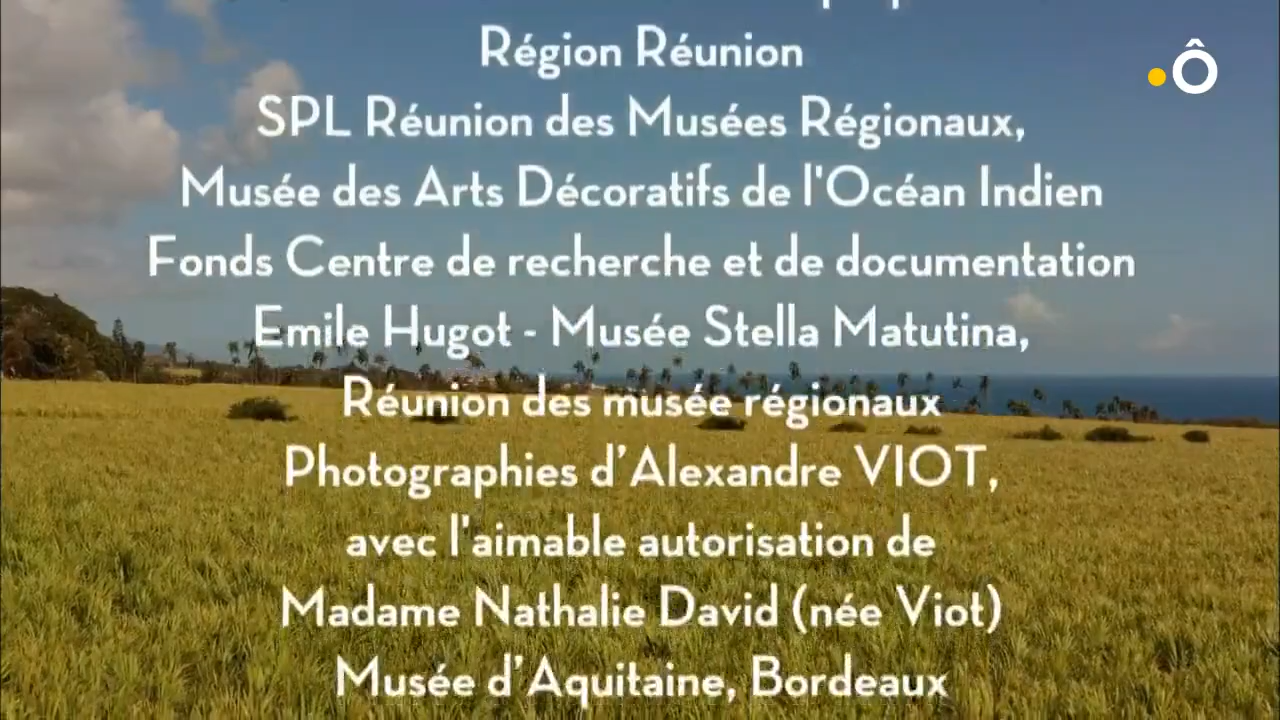 Région Réunion
SPL Réunion des Musées Régionaux,
Musée des Arts Décoratifs de l'Océan Indien
Fonds Centre de recherche et de documentation
Emile Hugot - Musée Stella Matutina,
Réunion des musée régionaux
Photographies d’Alexandre VIOT,
avec l'aimable autorisation de
Madame Nathalie David (née Viot)
Musée d’Aquitaine, Bordeaux
Ô